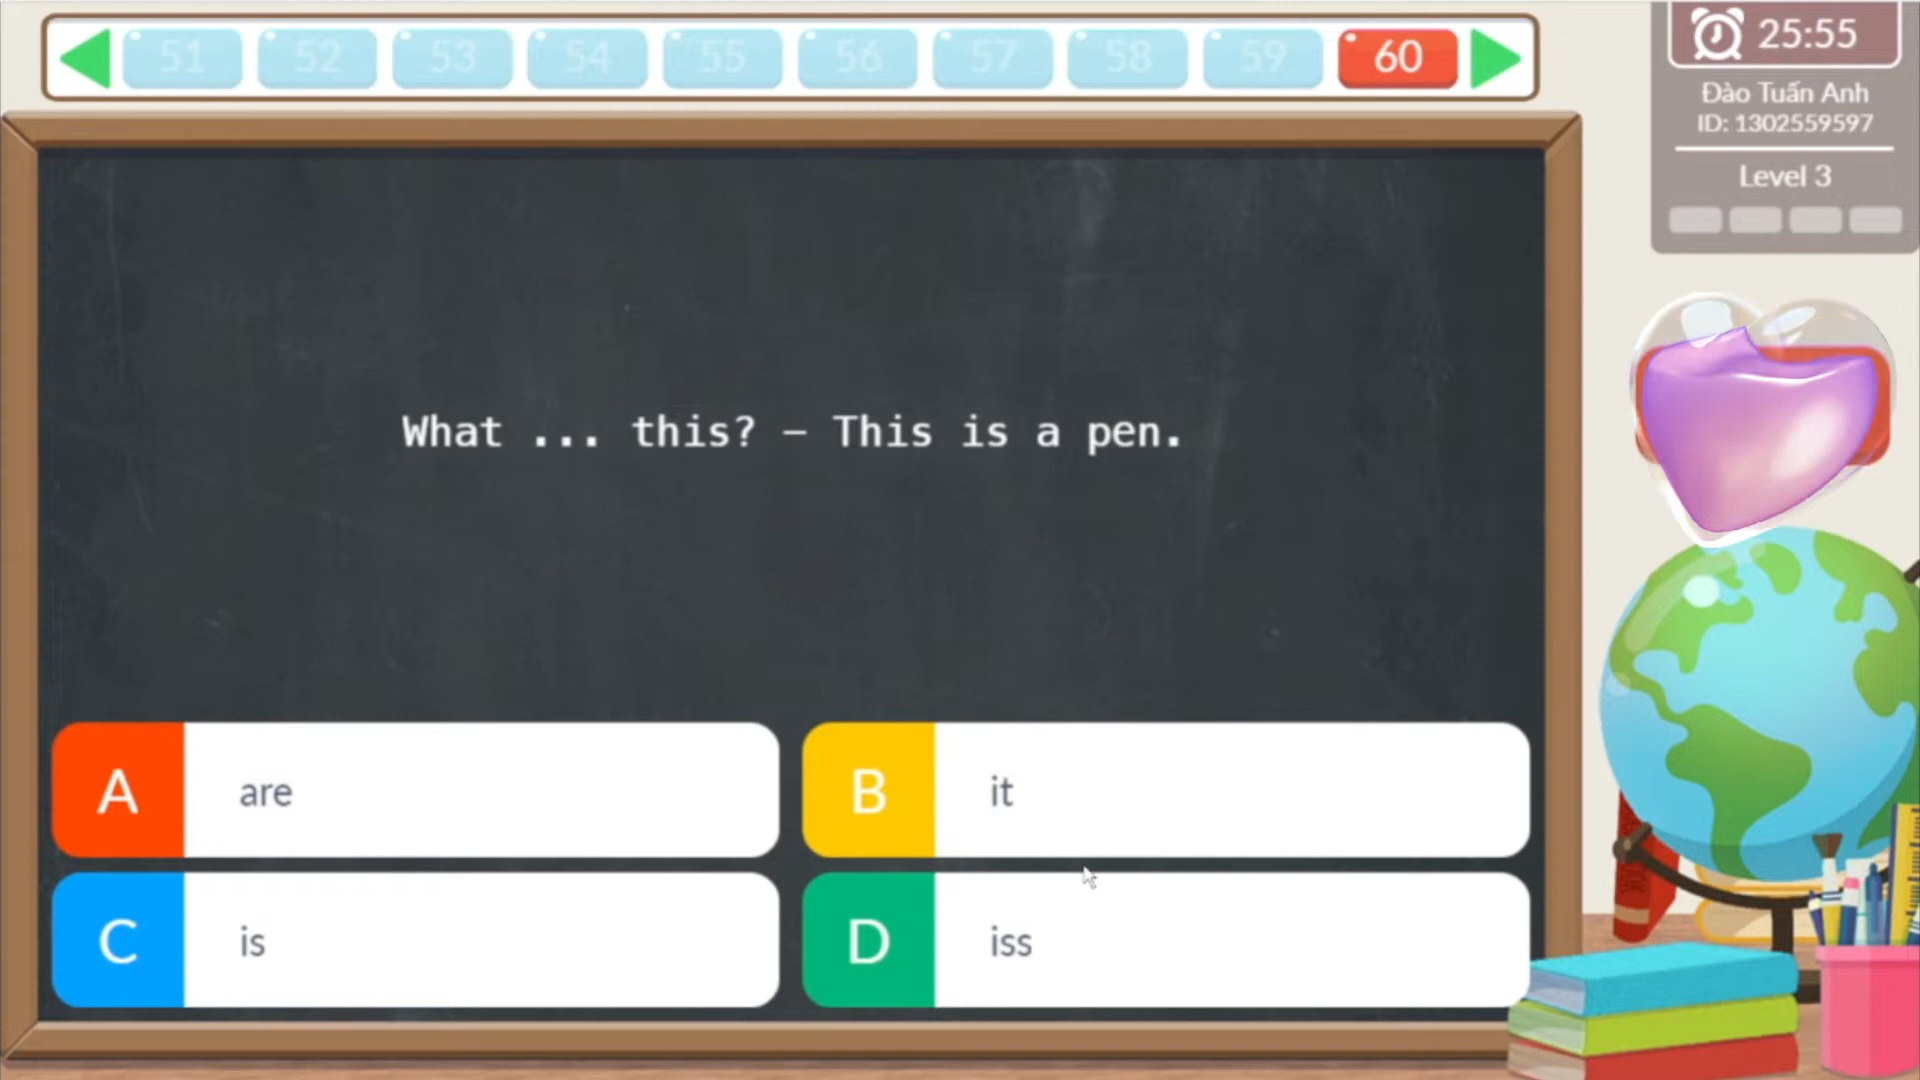 51 52 53 54 55 56 57 58 59 60
25:55
Đào Tuấn Anh
ID: 1302559597
Level 3
What ... this? – This is a pen.
A are
B it
C is
D iss